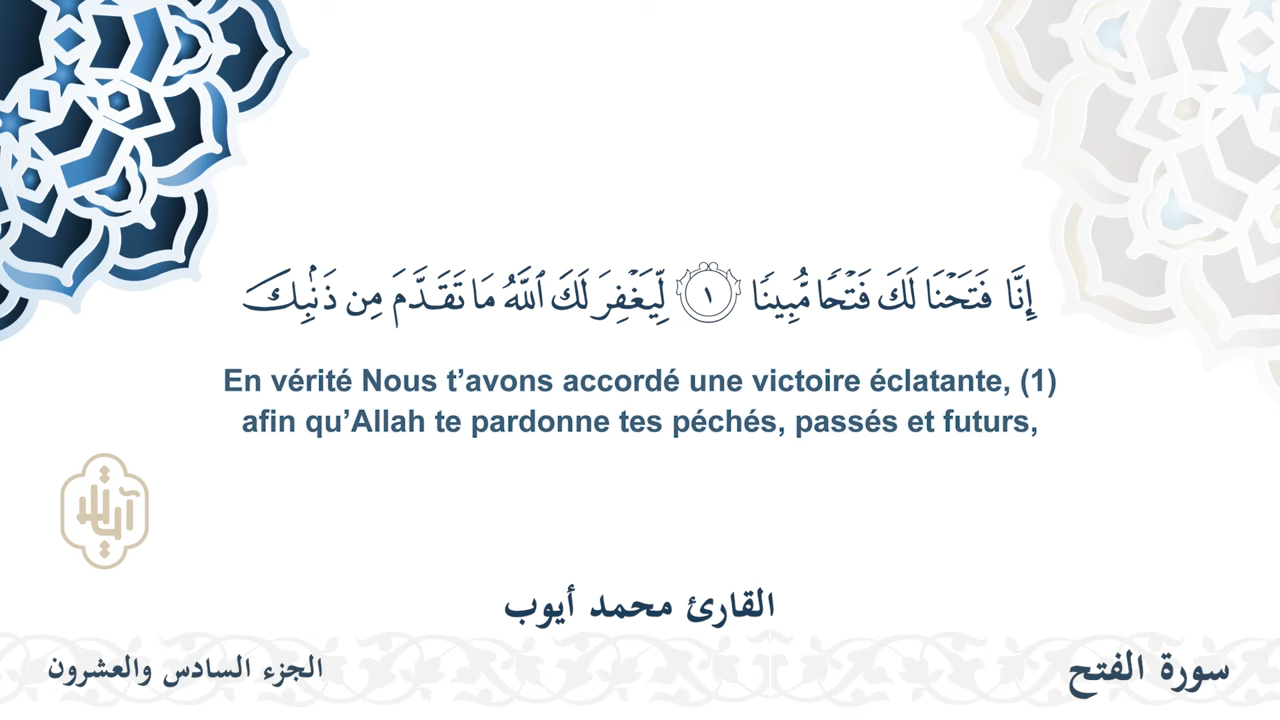 إِنَّا فَتَحْنَا لَكَ فَتْحًا مُّبِينًا ١ لِّيَغْفِرَ لَكَ ٱللَّهُ مَا تَقَدَّمَ مِن ذَنۢبِكَ
En vérité Nous t’avons accordé une victoire éclatante, (1)
afin qu’Allah te pardonne tes péchés, passés et futurs,
القارئ محمد أيوب
سورة الفتح
الجزء السادس والعشرون